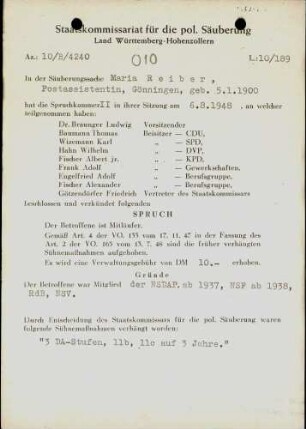 Staatskommissariat für die pol. Säuberung
Land Württemberg-Hohenzollern
Az.: 10/R/4240
010
L:10/189
In der Säuberungssache Maria Reiber,
Postassistentin, Gönningen, geb. 5.1.1900
hat die Spruchkammer II in ihrer Sitzung am 6.8.1948, an welcher
teilgenommen haben:
Dr. Brauger Ludwig Vorsitzender
Baumann Thomas Beisitzer — CDU,
Wizemann Karl „ — SPD,
Hahn Wilhelm „ — DVP,
Fischer Albert jr. „ — KPD,
Frank Adolf „ — Gewerkschaften,
Engelfried Adolf „ — Berufsgruppe,
Fischer Alexander „ — Berufsgruppe,
Götzendörfer Friedrich Vertreter des Staatskommissars
beschlossen und verkündet folgenden
SPRUCH
Der Betroffene ist Mitläufer.
Gemäß Art. 4 der VO. 133 vom 17. 11. 47 in der Fassung des
Art. 2 der VO. 165 vom 13. 7. 48 sind die früher verhängten
Sühnemaßnahmen aufgehoben.
Es wird eine Verwaltungsgebühr von DM 10.— erhoben.
Gründe
Der Betroffene war Mitglied der NSDAP. ab 1937, NSF ab 1938,
RdB, NSV.
Durch Entscheidung des Staatskommissars für die pol. Säuberung waren
folgende Sühnemaßnahmen verhängt worden:
"3 DA-Stufen, 11b, 11c auf 3 Jahre."